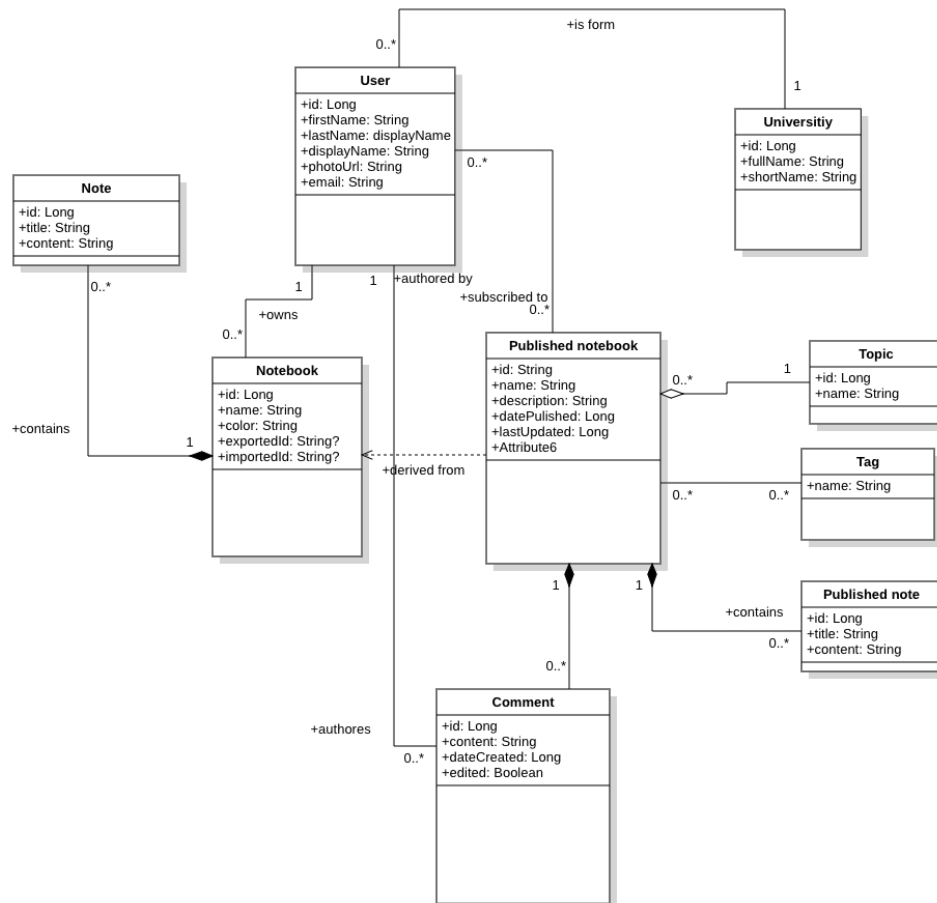 +is form
0..*
1
User
+id: Long
+firstName: String
+lastName: displayName
+displayName: String
+photoUrl: String
+email: String
Universitiy
+id: Long
+fullName: String
+shortName: String
0..*
Note
+id: Long
+title: String
+content: String
0..*
1
+owns
0..*
1
+authored by
+subscribed to
0..*
Notebook
+id: Long
+name: String
+color: String
+exportedId: String?
+importedId: String?
+contains
1
Published notebook
+id: String
+name: String
+description: String
+datePulished: Long
+lastUpdated: Long
+Attribute6
+derived from
0..*
1
Topic
+id: Long
+name: String
Tag
+name: String
0..*
0..*
Published note
+id: Long
+title: String
+content: String
1
1
+contains
0..*
0..*
Comment
+id: Long
+content: String
+dateCreated: Long
+edited: Boolean
+authores
0..*